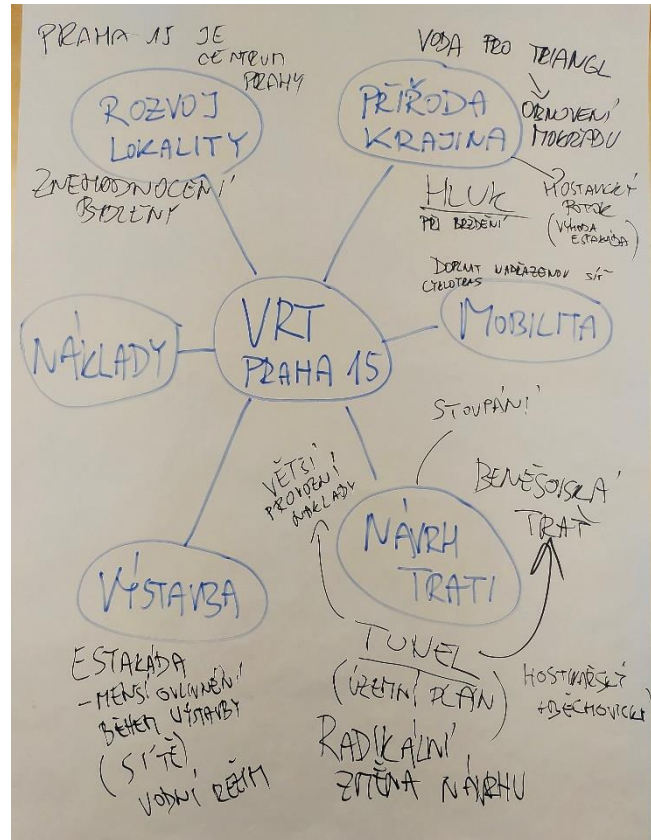 PRAHA 15 JE
CENTRUM
PRAHY
ROZVOJ
LOKALITY
ZNEHODNOCENÍ
BYDLENÍ
VODA PRO TRIANGL
PŘÍRODA
KRAJINA
OBNOVENÍ
MOKŘADU
HLUK
PŘI BRZDĚNÍ
HOSTAVICKÝ
POTOK
(VÝHODA
ESTAKÁDA)
DOPLNIT NADŘAZENOU SÍŤ
CYKLOTRAS
MOBILITA
VRT
PRAHA 15
NÁKLADY
STOUPÁNÍ
VĚTŠÍ
PROVOZNÍ
NÁKLADY
BENEŠOVSKÁ
TRAŤ
NÁVRH
TRATI
VÝSTAVBA
TUNEL
(ÚZEMNÍ PLÁN)
HOSTIVAŘSKÝ
+BĚCHOVICKÝ
RADIKÁLNÍ
ZMĚNA NÁVRHU
ESTAKÁDA
- MENŠÍ OVLIVNĚNÍ
BĚHEM VÝSTAVBY
(SÍTĚ)
VODNÍ REŽIM